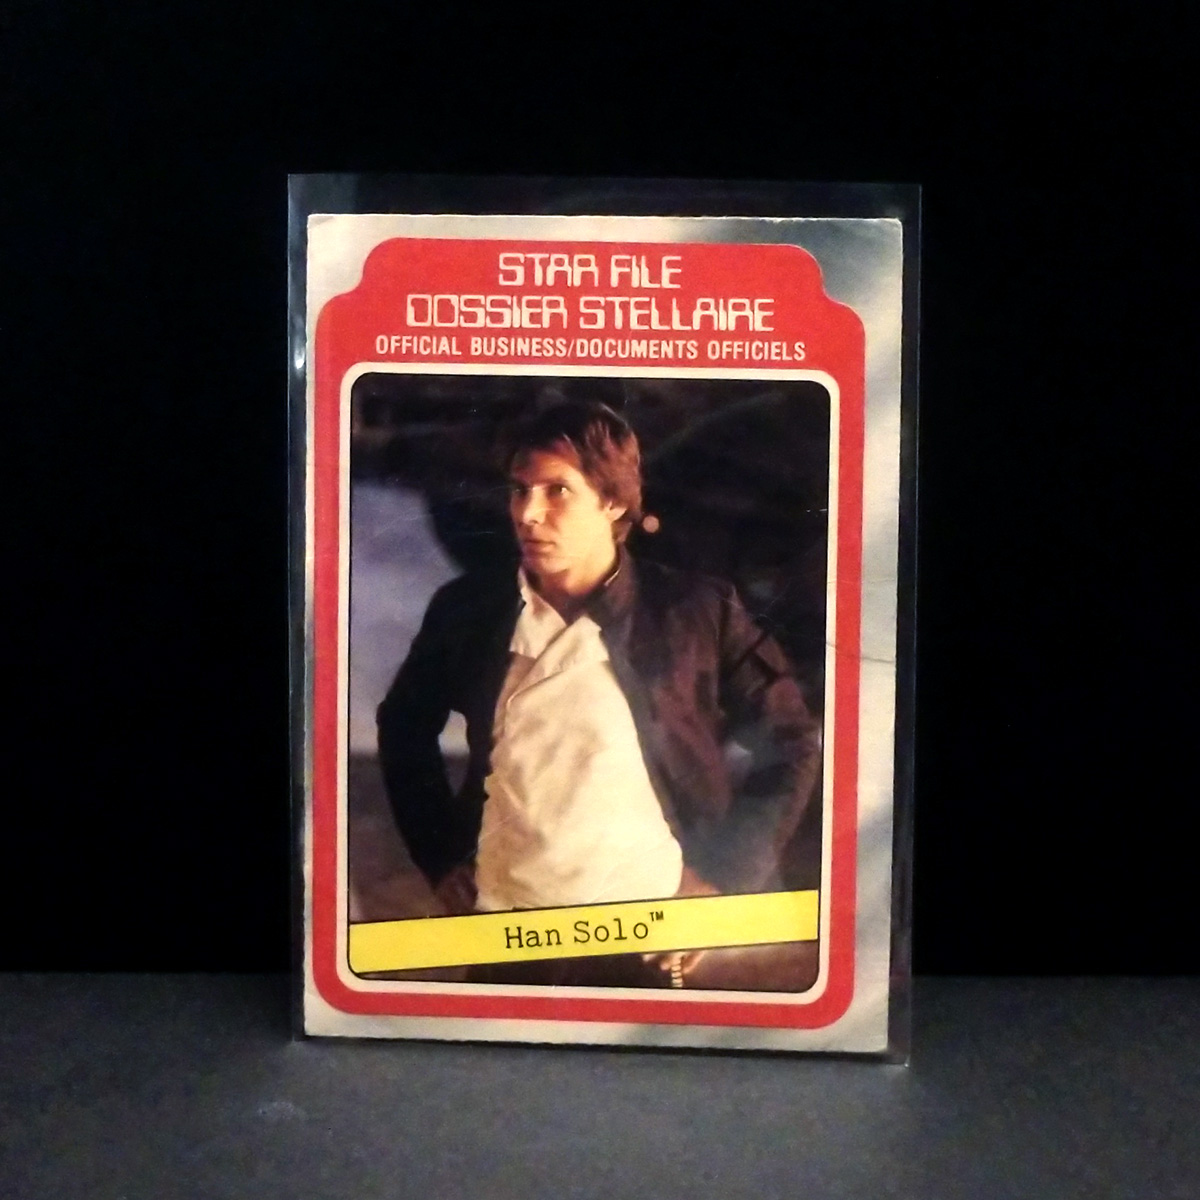 STAR FILE
DOSSIER STELLAIRE
OFFICIAL BUSINESS/DOCUMENTS OFFICIELS
Han Solo™